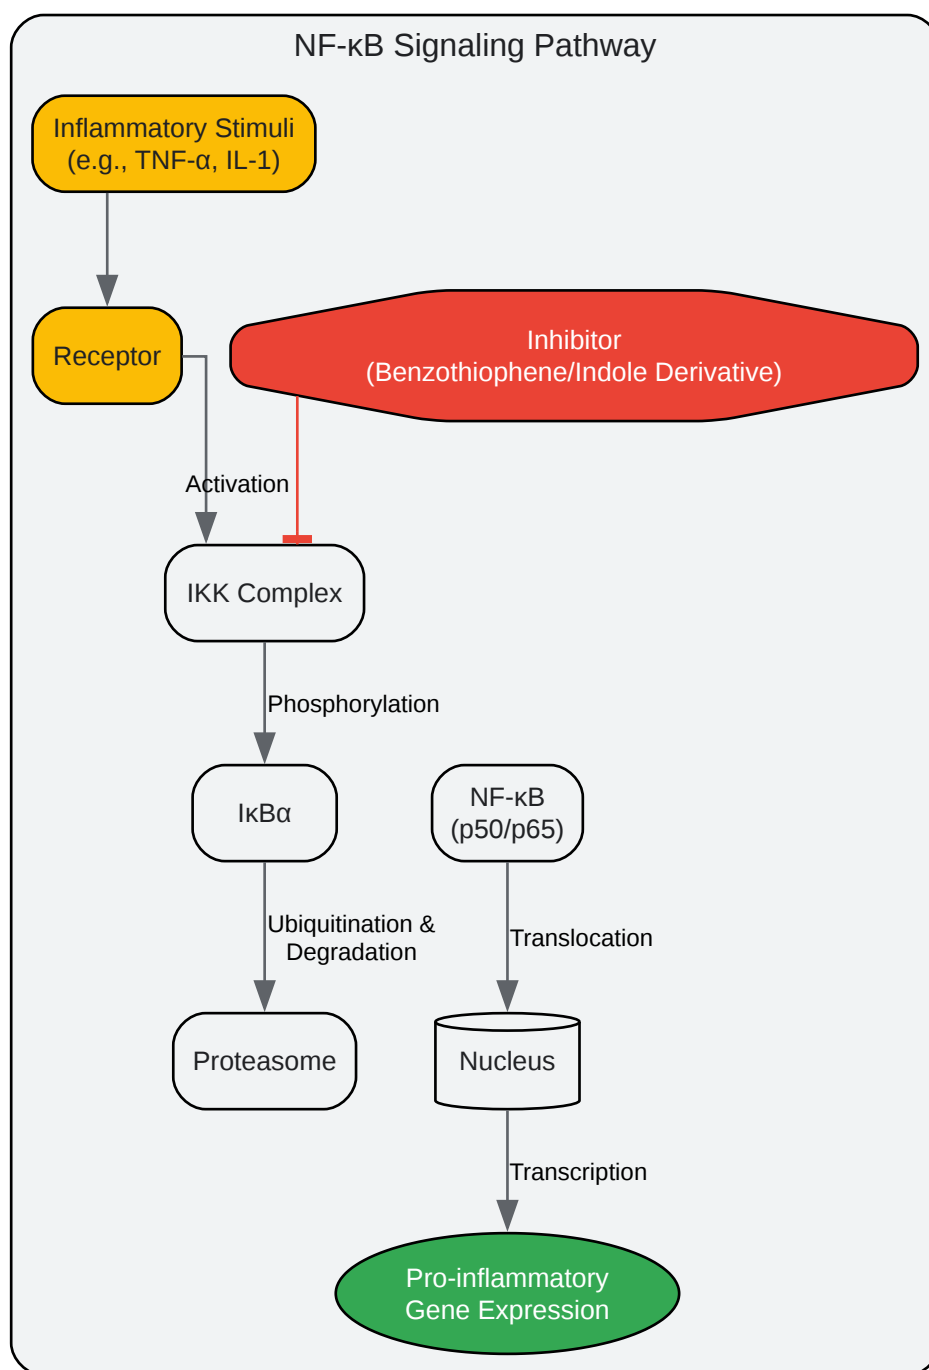 NF-κB Signaling Pathway
Inflammatory Stimuli
(e.g., TNF-α, IL-1)
Receptor
Inhibitor
(Benzothiophene/Indole Derivative)
Activation
IKK Complex
Phosphorylation
IκBα
NF-κB
(p50/p65)
Ubiquitination &
Degradation
Translocation
Proteasome
Nucleus
Transcription
Pro-inflammatory
Gene Expression